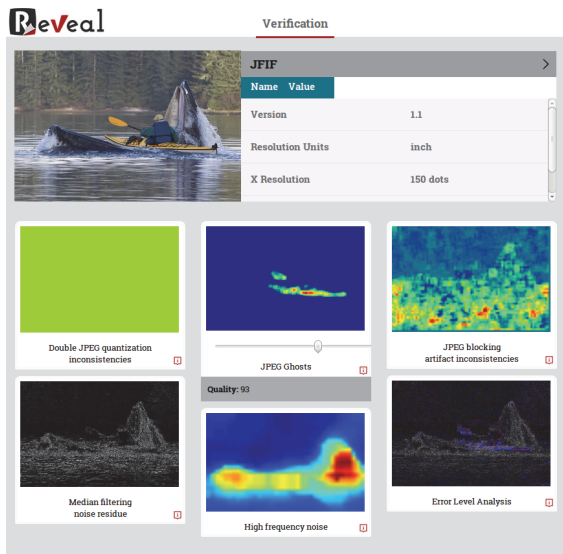 Reveal
Verification
JFIF
Name Value
Version 1.1
Resolution Units inch
X Resolution 150 dots
Double JPEG quantization
inconsistencies
JPEG Ghosts
Quality: 93
JPEG blocking
artifact inconsistencies
Median filtering
noise residue
High frequency noise
Error Level Analysis